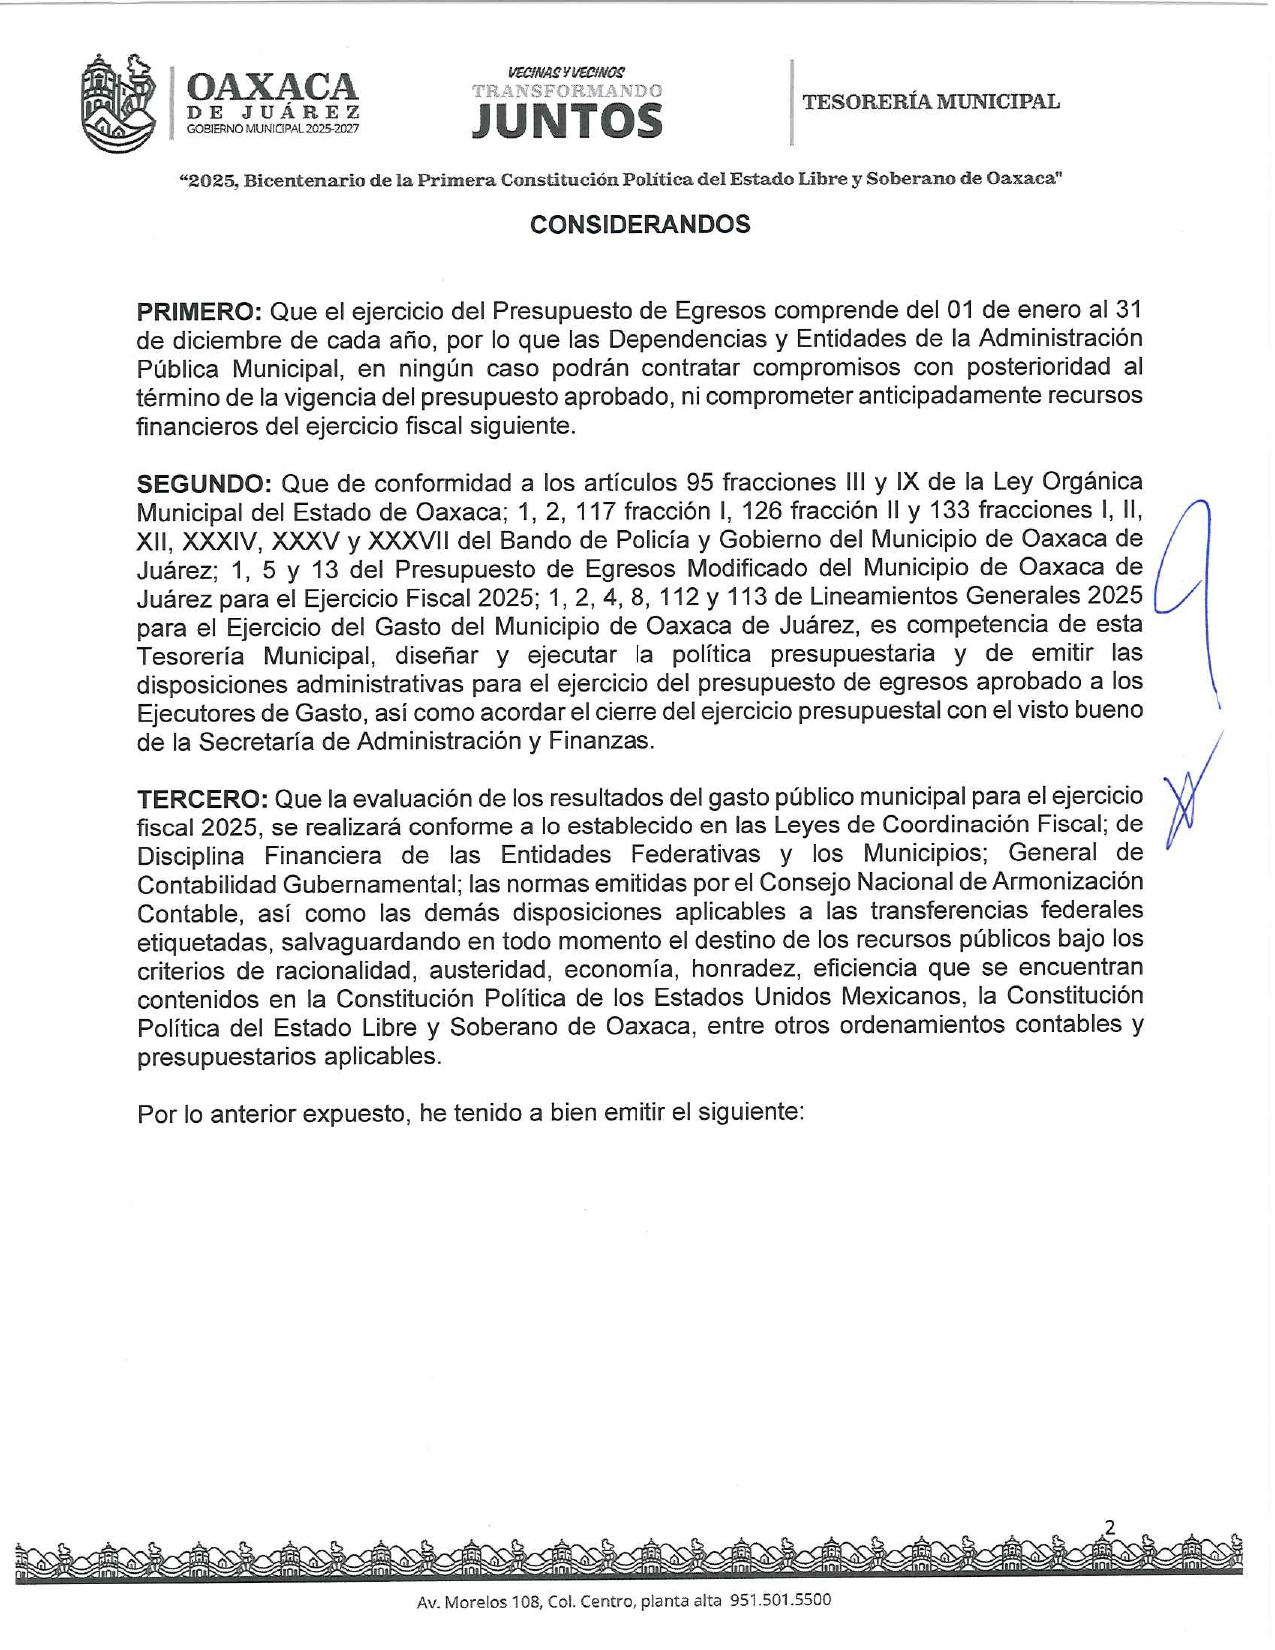 OAXACA
DE JUÁREZ
GOBIERNO MUNICIPAL 2025-2027
VECINAS Y VECINOS
TRANSFORMANDO
JUNTOS
TESORERÍA MUNICIPAL
“2025, Bicentenario de la Primera Constitución Política del Estado Libre y Soberano de Oaxaca"
CONSIDERANDOS
PRIMERO: Que el ejercicio del Presupuesto de Egresos comprende del 01 de enero al 31
de diciembre de cada año, por lo que las Dependencias y Entidades de la Administración
Pública Municipal, en ningún caso podrán contratar compromisos con posterioridad al
término de la vigencia del presupuesto aprobado, ni comprometer anticipadamente recursos
financieros del ejercicio fiscal siguiente.
SEGUNDO: Que de conformidad a los artículos 95 fracciones III y IX de la Ley Orgánica
Municipal del Estado de Oaxaca; 1, 2, 117 fracción I, 126 fracción II y 133 fracciones I, II,
XII, XXXIV, XXXV y XXXVII del Bando de Policía y Gobierno del Municipio de Oaxaca de
Juárez; 1, 5 y 13 del Presupuesto de Egresos Modificado del Municipio de Oaxaca de
Juárez para el Ejercicio Fiscal 2025; 1, 2, 4, 8, 112 y 113 de Lineamientos Generales 2025
para el Ejercicio del Gasto del Municipio de Oaxaca de Juárez, es competencia de esta
Tesorería Municipal, diseñar y ejecutar la política presupuestaria y de emitir las
disposiciones administrativas para el ejercicio del presupuesto de egresos aprobado a los
Ejecutores de Gasto, así como acordar el cierre del ejercicio presupuestal con el visto bueno
de la Secretaría de Administración y Finanzas.
TERCERO: Que la evaluación de los resultados del gasto público municipal para el ejercicio
fiscal 2025, se realizará conforme a lo establecido en las Leyes de Coordinación Fiscal; de
Disciplina Financiera de las Entidades Federativas y los Municipios; General de
Contabilidad Gubernamental; las normas emitidas por el Consejo Nacional de Armonización
Contable, así como las demás disposiciones aplicables a las transferencias federales
etiquetadas, salvaguardando en todo momento el destino de los recursos públicos bajo los
criterios de racionalidad, austeridad, economía, honradez, eficiencia que se encuentran
contenidos en la Constitución Política de los Estados Unidos Mexicanos, la Constitución
Política del Estado Libre y Soberano de Oaxaca, entre otros ordenamientos contables y
presupuestarios aplicables.
Por lo anterior expuesto, he tenido a bien emitir el siguiente:
2
Av. Morelos 108, Col. Centro, planta alta 951.501.5500